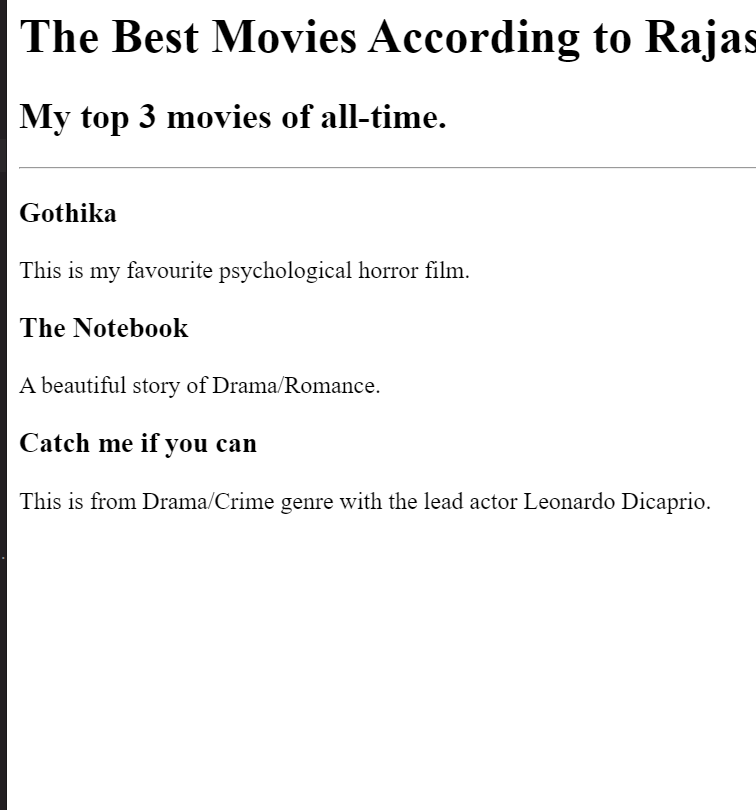 The Best Movies According to Rajas
My top 3 movies of all-time.
Gothika
This is my favourite psychological horror film.
The Notebook
A beautiful story of Drama/Romance.
Catch me if you can
This is from Drama/Crime genre with the lead actor Leonardo Dicaprio.